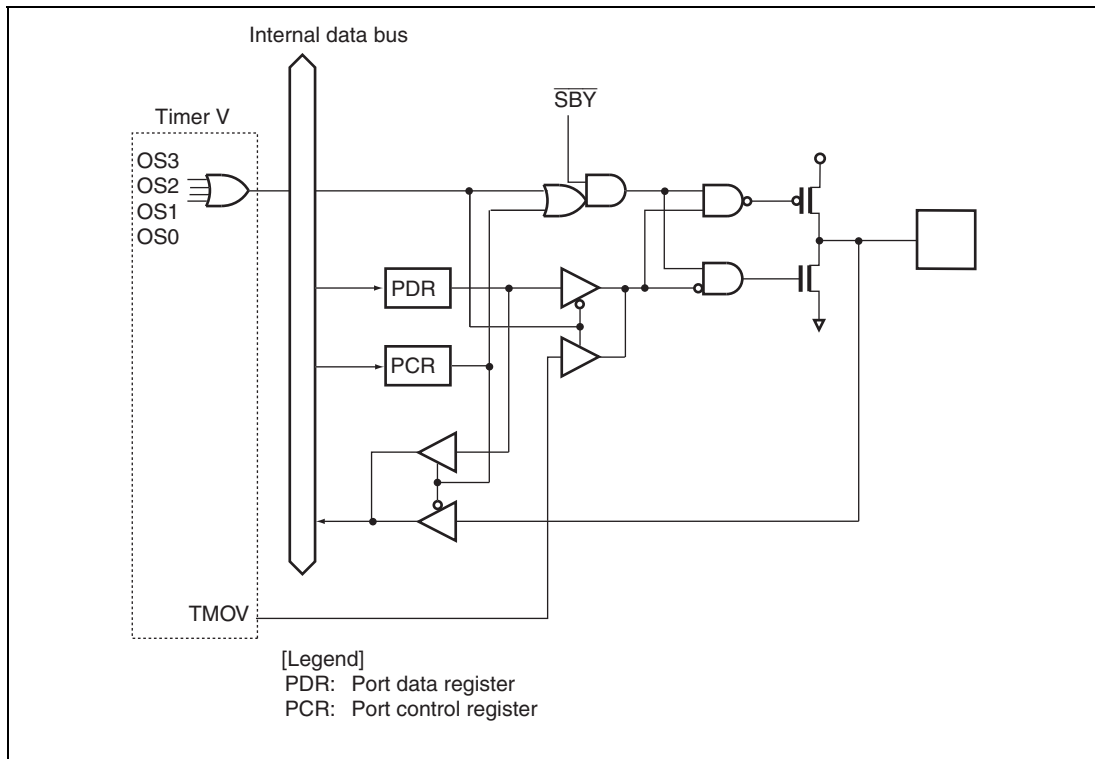 Internal data bus
SBY
Timer V
OS3
OS2
OS1
OS0
PDR
PCR
TMOV
[Legend]
PDR: Port data register
PCR: Port control register